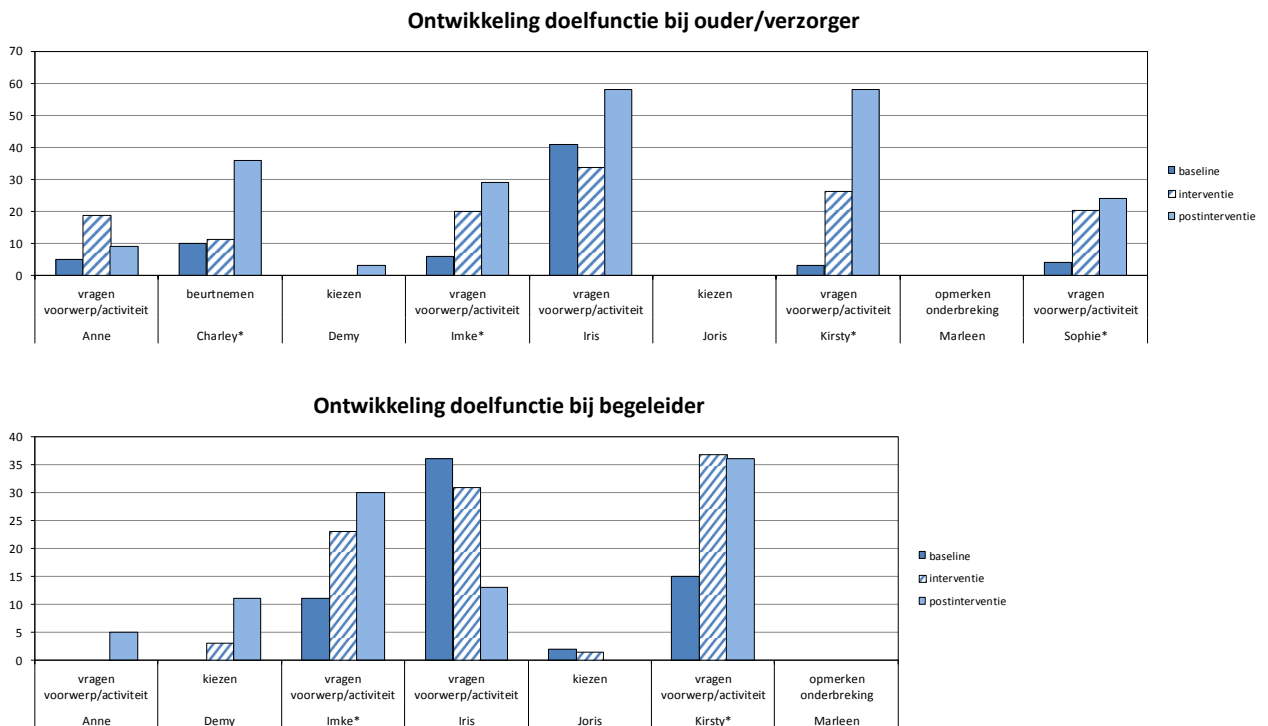 Ontwikkeling doelfunctie bij ouder/verzorger
70
60
50
40
30
20
10
0
baseline
interventie
postinterventie
vragen beurtnemen kiezen vragen vragen kiezen vragen opmerken vragen
voorwerp/activiteit voorwerp/activiteit voorwerp/activiteit voorwerp/activiteit onderbreking voorwerp/activiteit
Anne Charley* Demy Imke* Iris Joris Kirsty* Marleen Sophie*
Ontwikkeling doelfunctie bij begeleider
40
35
30
25
20
15
10
5
0
baseline
interventie
postinterventie
vragen kiezen vragen vragen kiezen vragen opmerken
voorwerp/activiteit voorwerp/activiteit voorwerp/activiteit voorwerp/activiteit onderbreking
Anne Demy Imke* Iris Joris Kirsty* Marleen